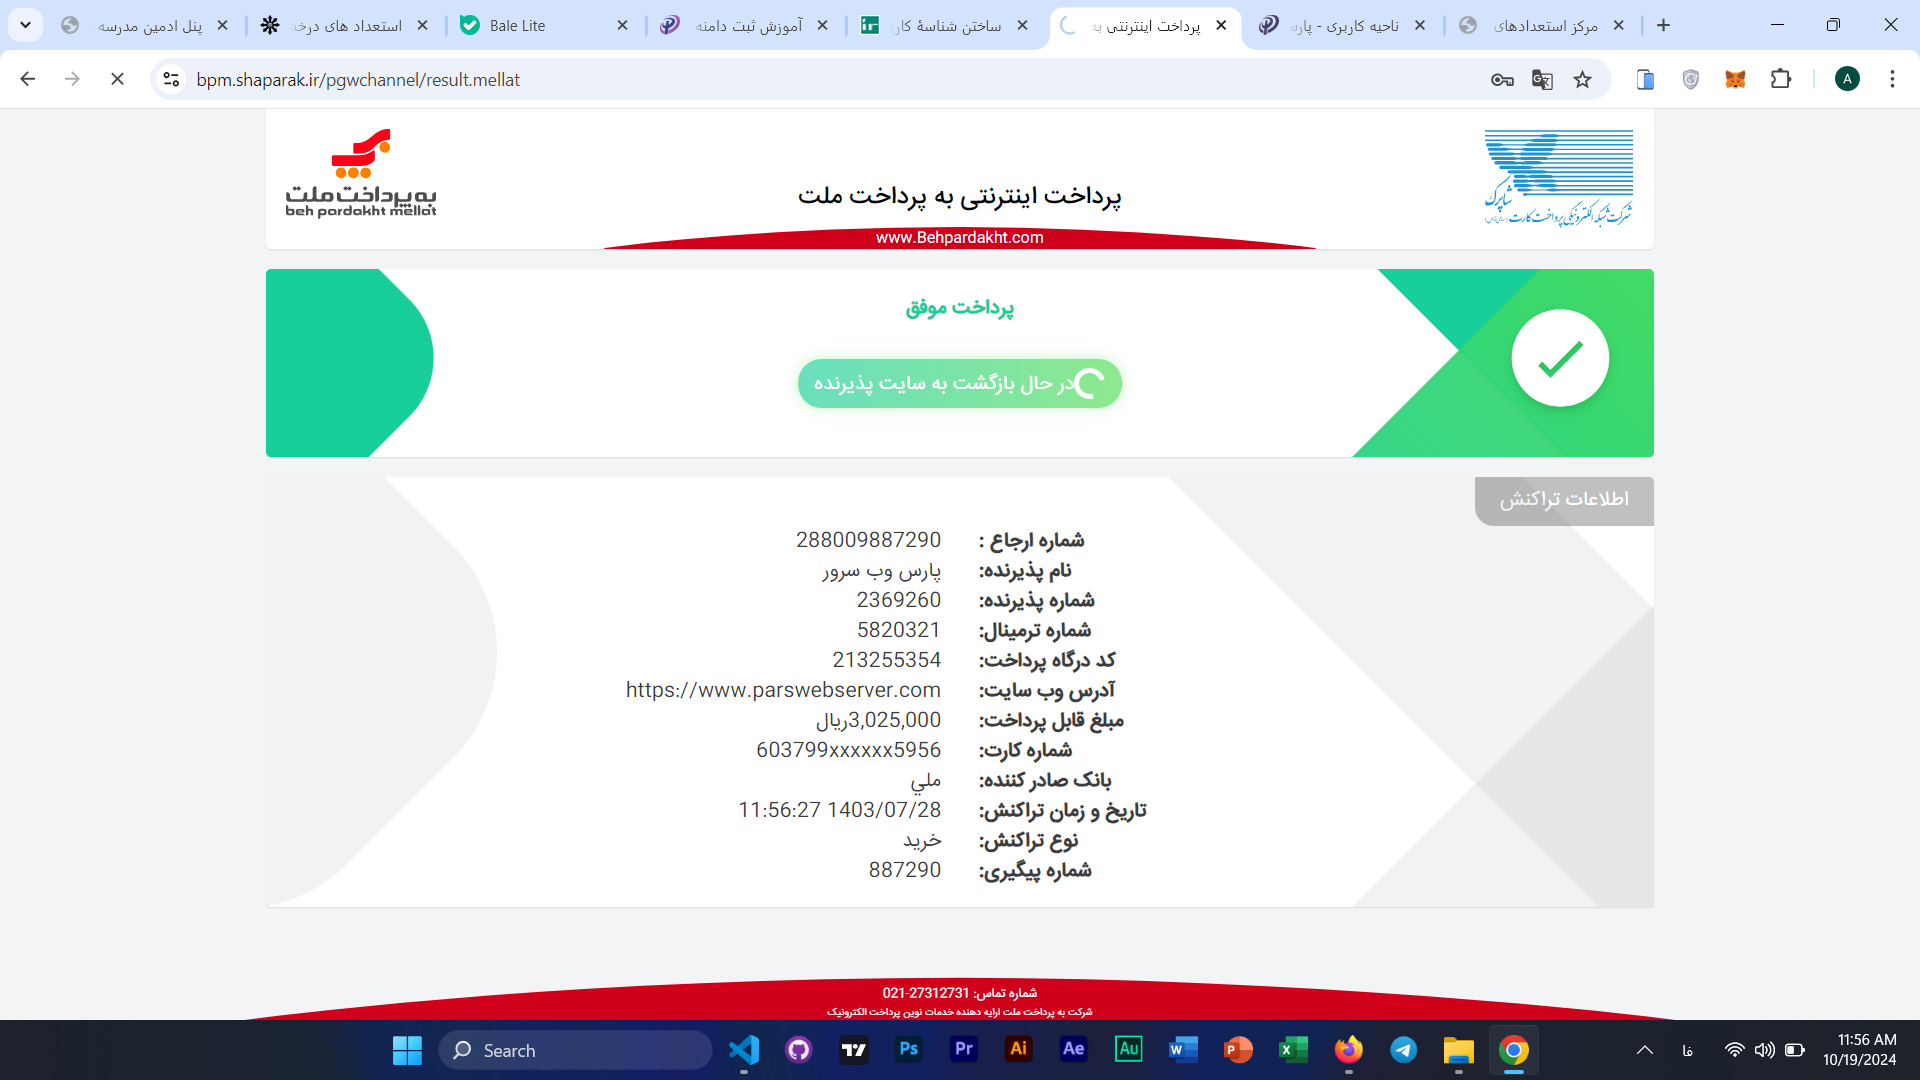 پنل ادمین مدرسه
استعداد های درخ
Bale Lite
آموزش ثبت دامنه
ساختن شناسهٔ کار
پرداخت اینترنتی به
ناحیه کاربری - پارس
مرکز استعدادهای
bpm.shaparak.ir/pgwchannel/result.mellat
A
به پرداخت ملت
beh pardakht mellat
پرداخت اینترنتی به پرداخت ملت
www.Behpardakht.com
شاپرک
شرکت شبکه الکترونیکی پرداخت کارت
پرداخت موفق
در حال بازگشت به سایت پذیرنده
اطلاعات تراکنش
شماره ارجاع : 288009887290
نام پذیرنده: پارس وب سرور
شماره پذیرنده: 2369260
شماره ترمینال: 5820321
کد درگاه پرداخت: 213255354
آدرس وب سایت: https://www.parswebserver.com
مبلغ قابل پرداخت: 3,025,000ریال
شماره کارت: 603799xxxxxx5956
بانک صادر کننده: ملي
تاریخ و زمان تراکنش: 1403/07/28 11:56:27
نوع تراکنش: خرید
شماره پیگیری: 887290
شماره تماس: 27312731-021
شرکت به پرداخت ملت ارایه دهنده خدمات نوین پرداخت الکترونیک
Search
Ps
Pr
Ai
Ae
Au
W
P
X
فا
11:56 AM
10/19/2024